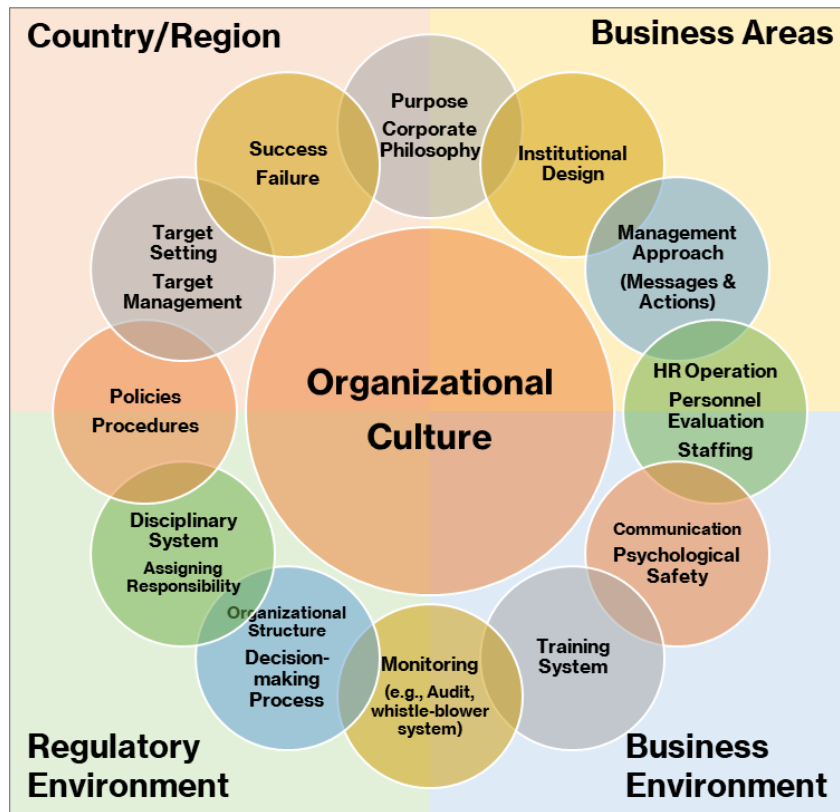 Country/Region
Business Areas
Purpose
Corporate
Philosophy
Success
Failure
Institutional
Design
Target
Setting
Target
Management
Management
Approach
(Messages &
Actions)
Policies
Procedures
Organizational
Culture
HR Operation
Personnel
Evaluation
Staffing
Disciplinary
System
Assigning
Responsibility
Communication
Psychological
Safety
Organizational
Structure
Decision-
making
Process
Monitoring
(e.g., Audit,
whistle-blower
system)
Training
System
Regulatory
Environment
Business
Environment